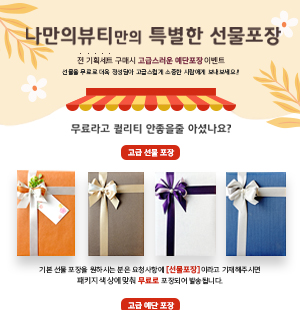 나만의뷰티만의 특별한 선물포장
전 기획세트 구매시 고급스러운 예단포장 이벤트
선물을 무료로 더욱 정성담아 고급스럽게 소중한 사람에게 보내보세요!
무료라고 퀄리티 안좋을줄 아셨나요?
고급 선물 포장
기본 선물 포장을 원하시는 분은 요청사항에 [선물포장]이라고 기재해주시면
패키지 색상에 맞춰 무료로 포장되어 발송됩니다.
고급 예단 포장